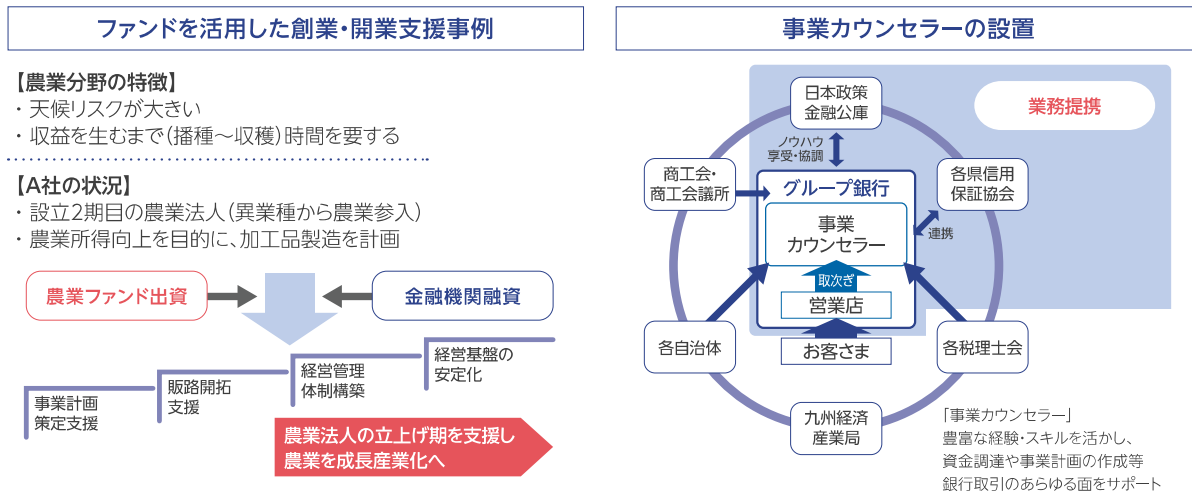 ファンドを活用した創業・開業支援事例
【農業分野の特徴】
・天候リスクが大きい
・収益を生むまで(播種～収穫)時間を要する
【A社の状況】
・設立2期目の農業法人(異業種から農業参入)
・農業所得向上を目的に、加工品製造を計画
農業ファンド出資
金融機関融資
事業計画
策定支援
販路開拓
支援
経営管理
体制構築
経営基盤の
安定化
農業法人の立上げ期を支援し
農業を成長産業化へ
事業カウンセラーの設置
業務提携
日本政策
金融公庫
ノウハウ
享受・協調
商工会・
商工会議所
各県信用
保証協会
グループ銀行
事業
カウンセラー
連携
取次ぎ
営業店
お客さま
各自治体
各税理士会
九州経済
産業局
「事業カウンセラー」
豊富な経験・スキルを活かし、
資金調達や事業計画の作成等
銀行取引のあらゆる面をサポート